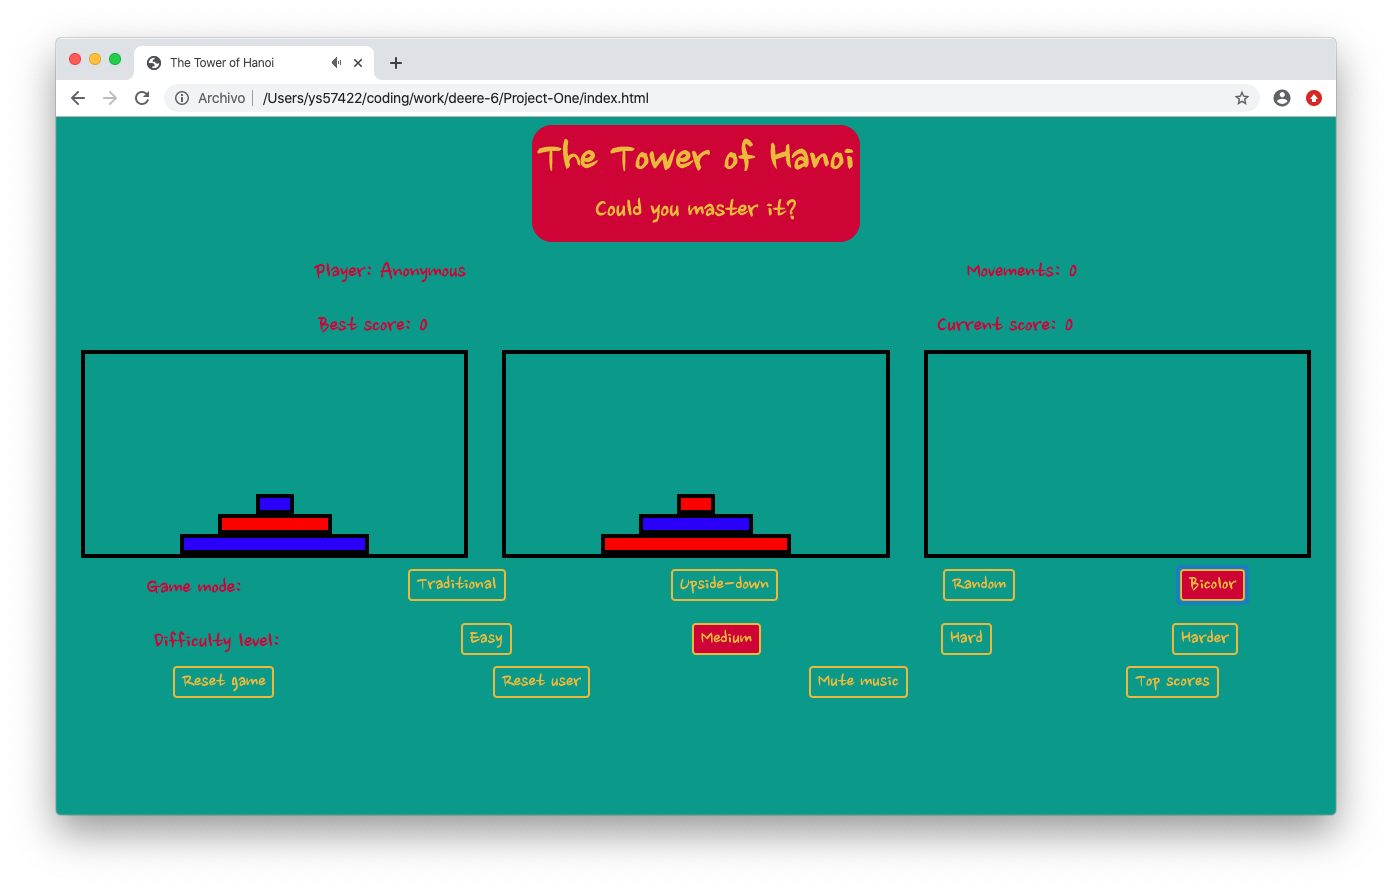 The Tower of Hanoi
Archivo /Users/ys57422/coding/work/deere-6/Project-One/index.html
The Tower of Hanoi
Could you master it?
Player: Anonymous Movements: 0
Best score: 0 Current score: 0
Game mode: Traditional Upside-down Random Bicolor
Difficulty level: Easy Medium Hard Harder
Reset game Reset user Mute music Top scores